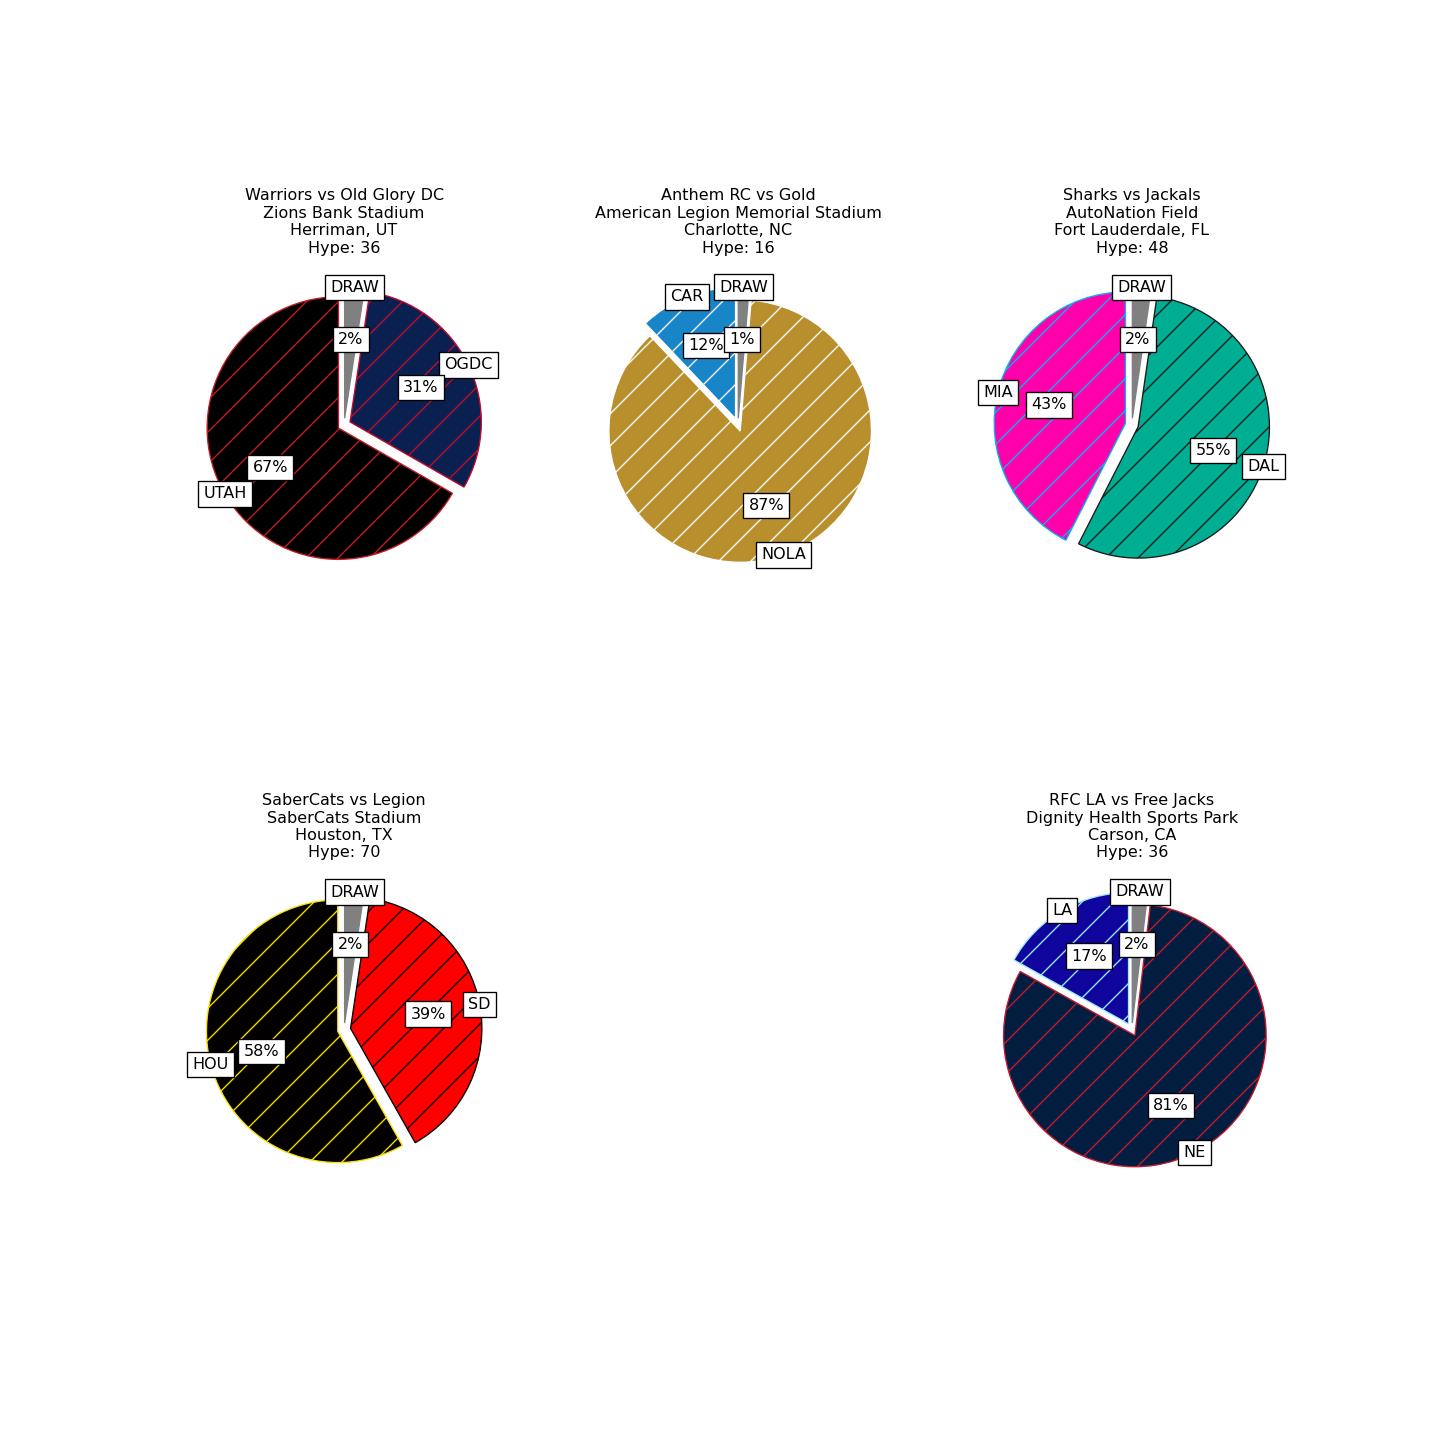 Warriors vs Old Glory DC
Zions Bank Stadium
Herriman, UT
Hype: 36
DRAW
2%
OGDC
31%
67%
UTAH
Anthem RC vs Gold
American Legion Memorial Stadium
Charlotte, NC
Hype: 16
CAR
DRAW
12%
1%
87%
NOLA
Sharks vs Jackals
AutoNation Field
Fort Lauderdale, FL
Hype: 48
DRAW
2%
MIA
43%
55%
DAL
SaberCats vs Legion
SaberCats Stadium
Houston, TX
Hype: 70
DRAW
2%
SD
39%
58%
HOU
RFC LA vs Free Jacks
Dignity Health Sports Park
Carson, CA
Hype: 36
DRAW
LA
2%
17%
81%
NE